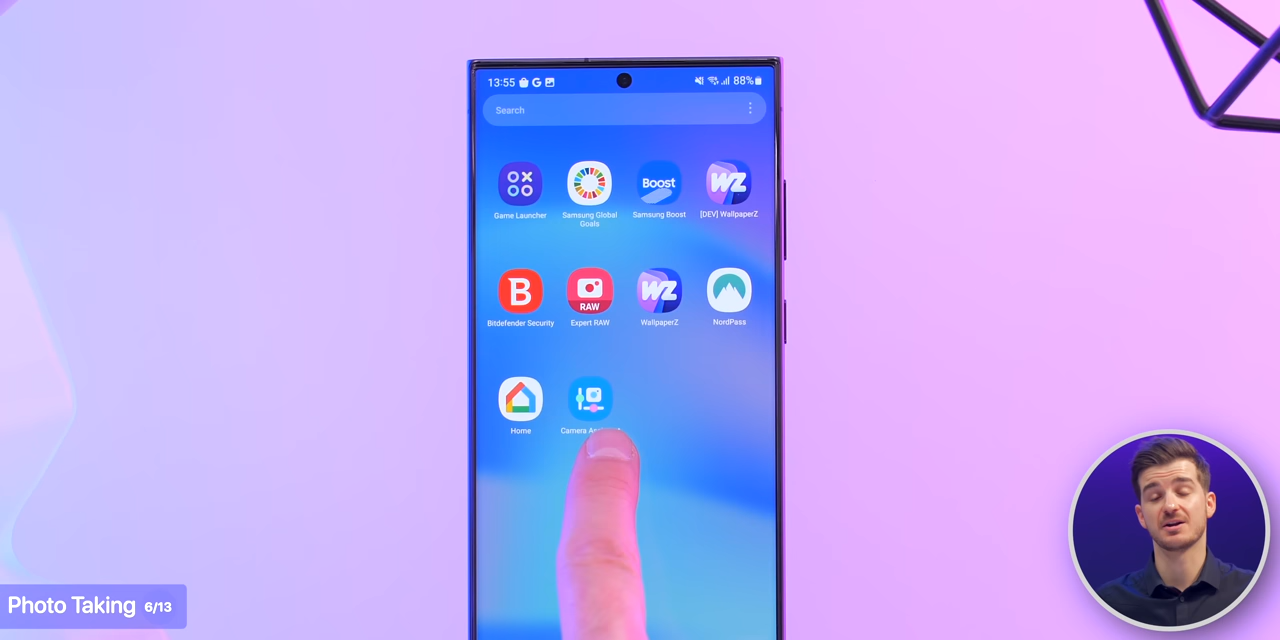 13:55 G 88%
Search
Boost
WZ
Game Launcher
Samsung Global
Goals
Samsung Boost
[DEV] WallpaperZ
B
RAW
WZ
Bitdefender Security
Expert RAW
WallpaperZ
NordPass
Home
Camera
Photo Taking 6/13